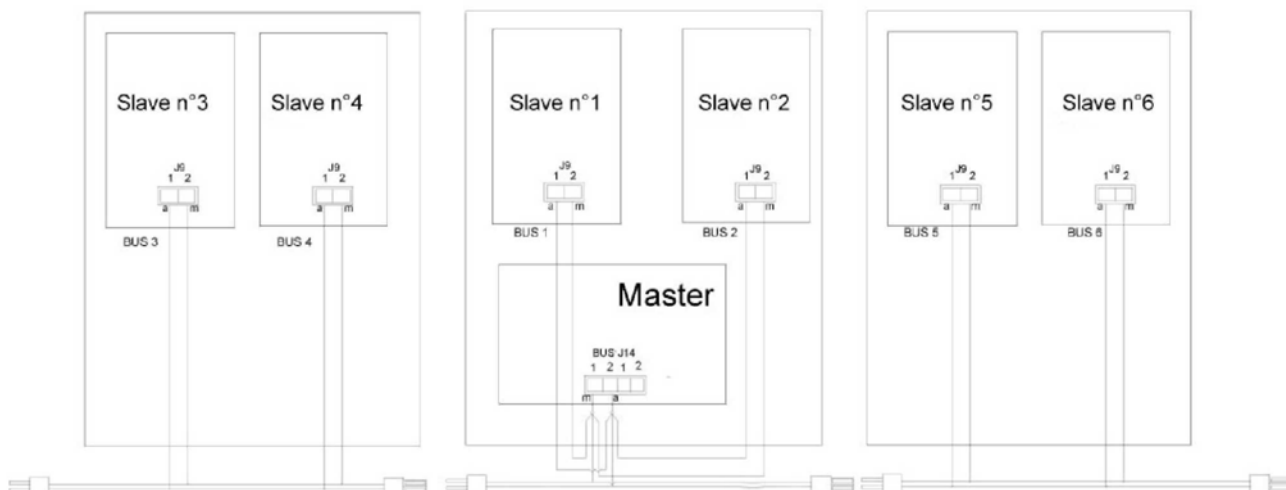 Slave n°3
J9
1 2
a m
BUS 3
Slave n°4
J9
1 2
a m
BUS 4
Slave n°1
J9
1 2
a m
BUS 1
Slave n°2
J9
1 2
a m
BUS 2
Master
BUS J14
1 2 1 2
m a
Slave n°5
J9
1 2
a m
BUS 5
Slave n°6
J9
1 2
a m
BUS 6